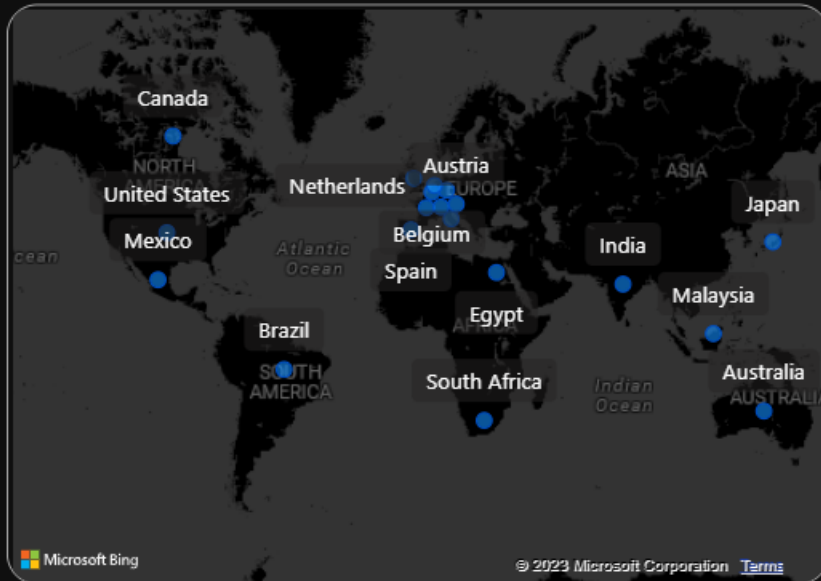 Canada
NORTH
AMERICA
United States
Mexico
Netherlands
Austria
EUROPE
ASIA
Japan
cean
Atlantic
Ocean
Belgium
Spain
India
Malaysia
Egypt
AFRICA
Brazil
SOUTH
AMERICA
South Africa
Indian
Ocean
Australia
AUSTRALIA
Microsoft Bing
© 2023 Microsoft Corporation Terms